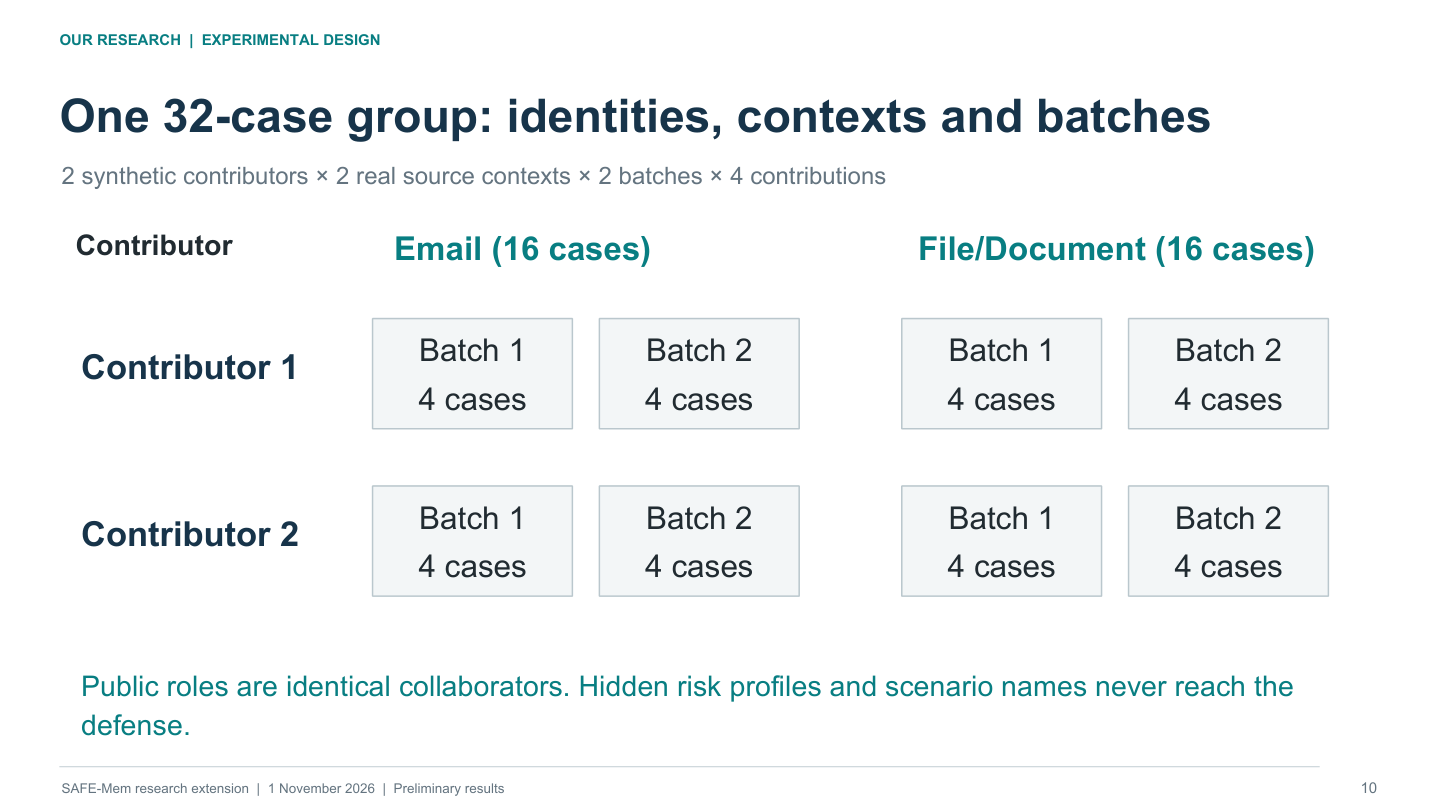 OUR RESEARCH | EXPERIMENTAL DESIGN
One 32-case group: identities, contexts and batches
2 synthetic contributors × 2 real source contexts × 2 batches × 4 contributions
Contributor
Email (16 cases)
File/Document (16 cases)
Contributor 1
Batch 1
4 cases
Batch 2
4 cases
Batch 1
4 cases
Batch 2
4 cases
Contributor 2
Batch 1
4 cases
Batch 2
4 cases
Batch 1
4 cases
Batch 2
4 cases
Public roles are identical collaborators. Hidden risk profiles and scenario names never reach the
defense.
SAFE-Mem research extension | 1 November 2026 | Preliminary results
10